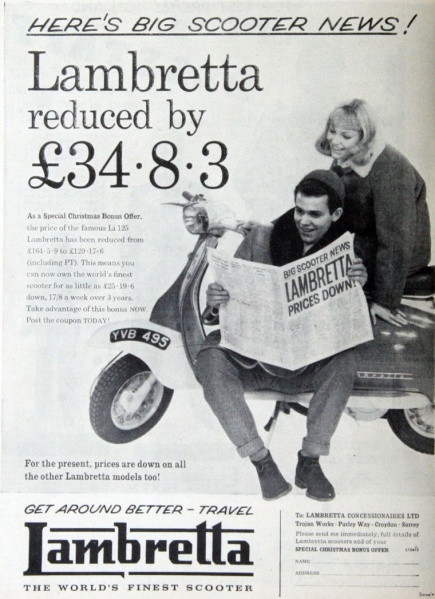 HERE'S BIG SCOOTER NEWS!
Lambretta
reduced by
£34·8·3
As a Special Christmas Bonus Offer,
the price of the famous Li 125
Lambretta has been reduced from
£164-5-9 to £129-17-6
(including PT). This means you
can now own the world's finest
scooter for as little as £25-19-6
down, 17/8 a week over 3 years.
Take advantage of this bonus NOW.
Post the coupon TODAY!
BIG SCOOTER NEWS
LAMBRETTA
PRICES DOWN!
YVB 495
Lambretta
For the present, prices are down on all
the other Lambretta models too!
GET AROUND BETTER – TRAVEL
Lambretta
THE WORLD'S FINEST SCOOTER
To: LAMBRETTA CONCESSIONAIRES LTD
Trojan Works · Purley Way · Croydon · Surrey
Please send me immediately, full details of
Lambretta scooters and of your
SPECIAL CHRISTMAS BONUS OFFER
NAME
ADDRESS